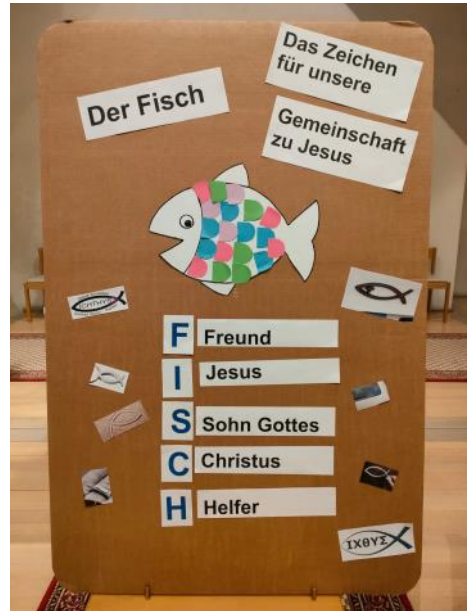 Der Fisch
Das Zeichen
für unsere
Gemeinschaft
zu Jesus
F Freund
I Jesus
S Sohn Gottes
C Christus
H Helfer
ΙΧΘΥΣ